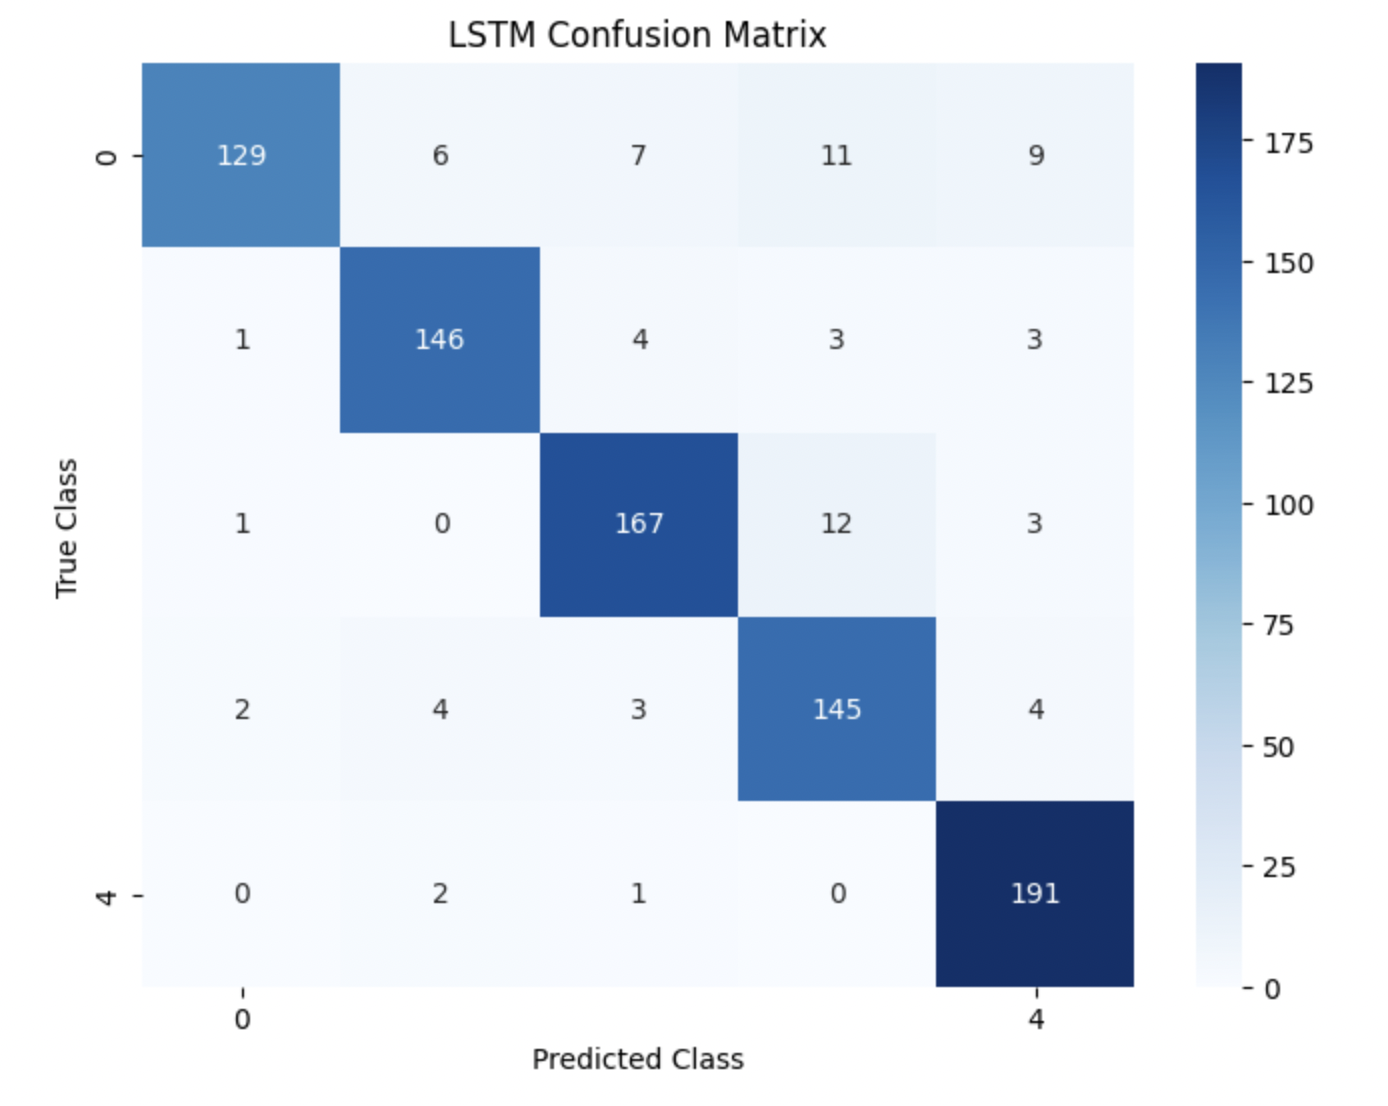 LSTM Confusion Matrix
0 129 6 7 11 9
1 146 4 3 3
1 0 167 12 3
2 4 3 145 4
4 0 2 1 0 191
0 4
Predicted Class
True Class
175
150
125
100
75
50
25
0